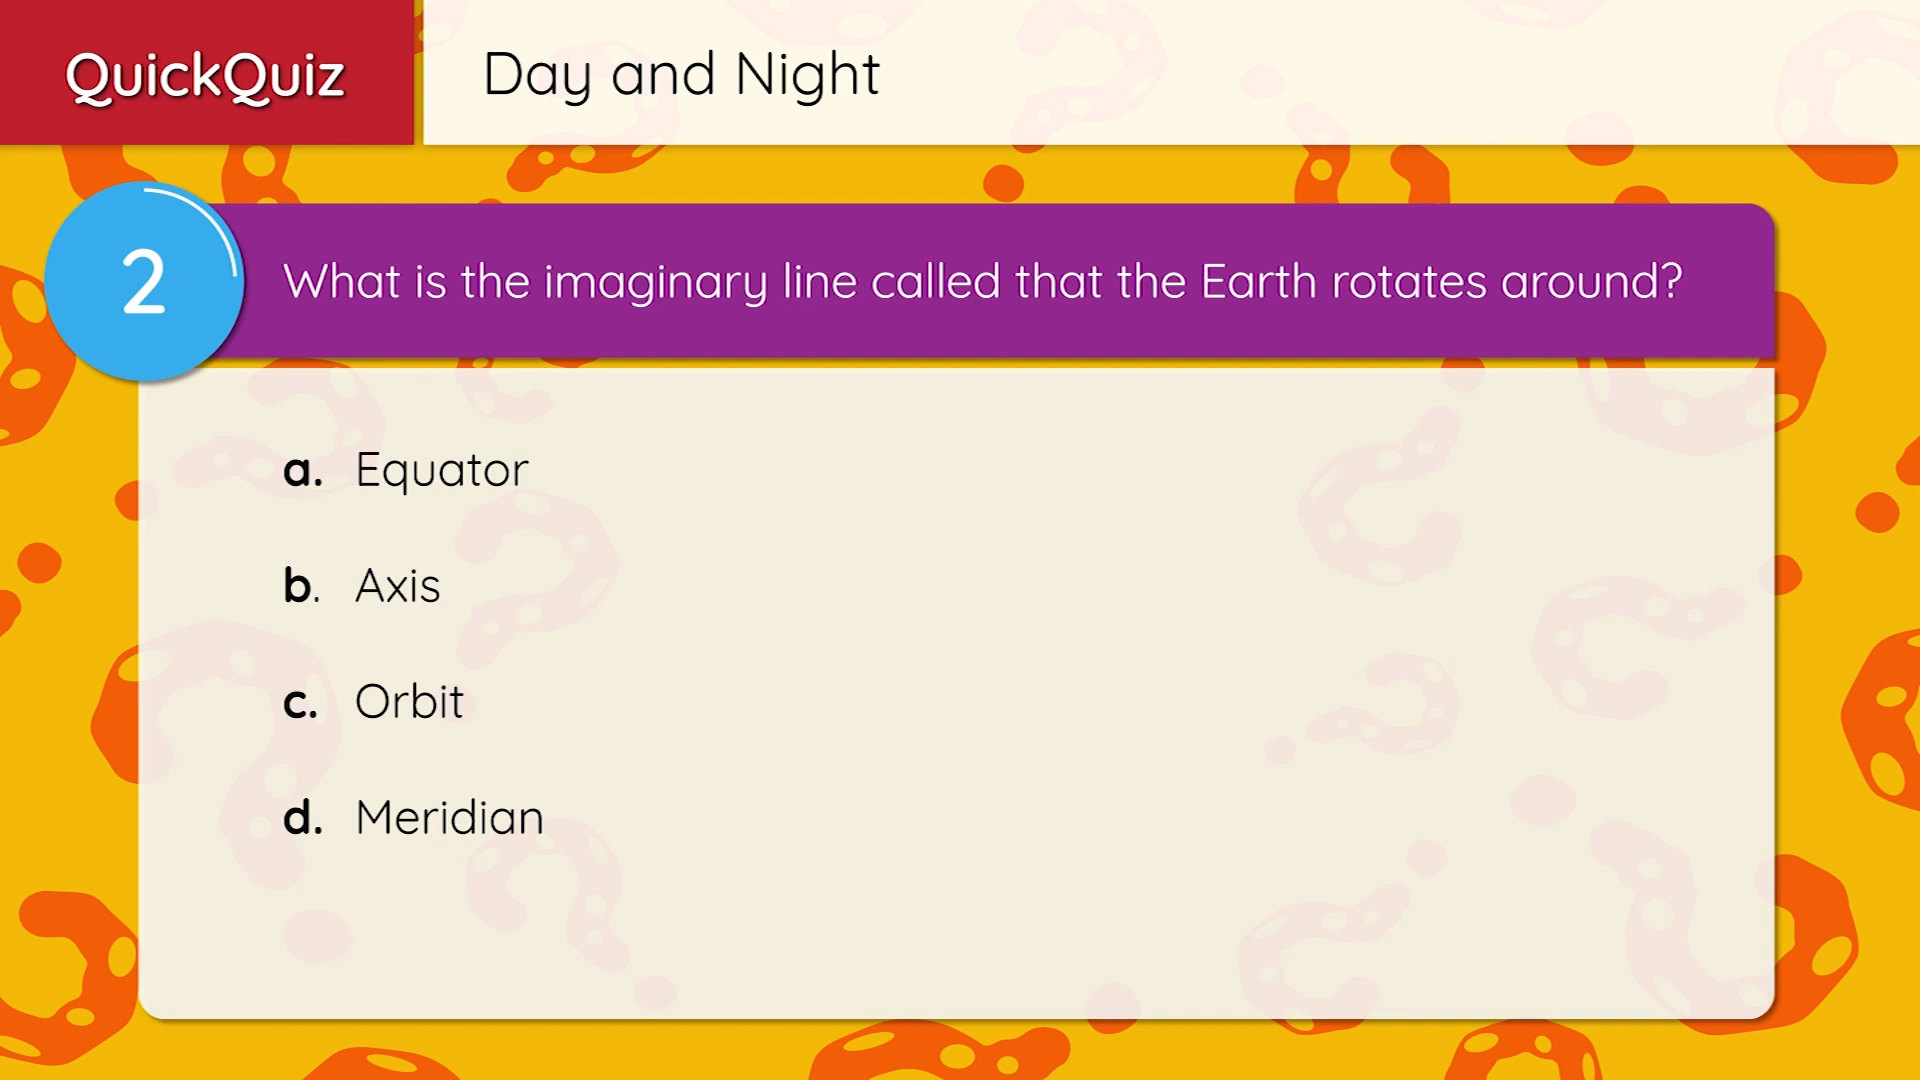 QuickQuiz
Day and Night
2
What is the imaginary line called that the Earth rotates around?
a. Equator
b. Axis
c. Orbit
d. Meridian